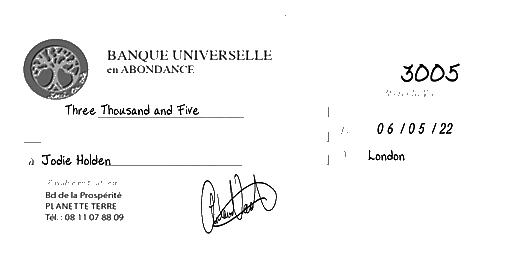 BANQUE UNIVERSELLE
en ABONDANCE
3005
Three Thousand and Five
06/05/22
à Jodie Holden
London
Bd de la Prospérité
PLANETTE TERRE
Tél. : 08 11 07 88 09